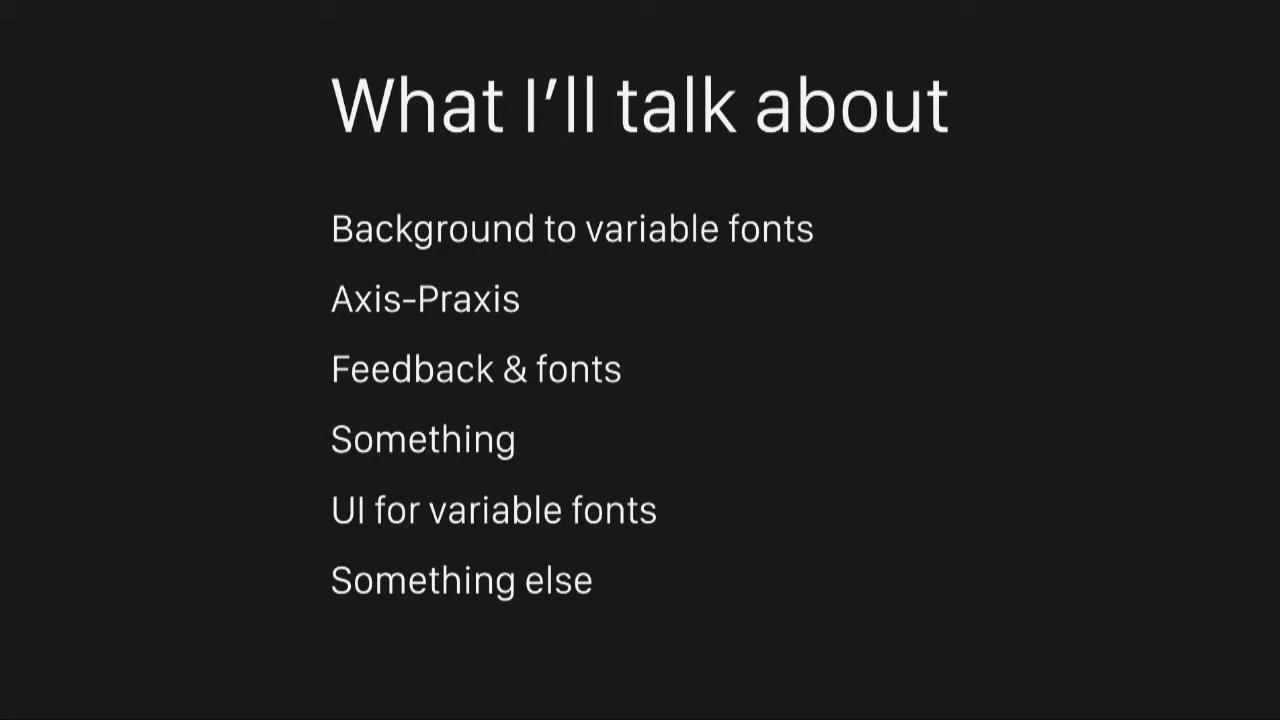 What I′ll talk about
Background to variable fonts
Axis-Praxis
Feedback & fonts
Something
UI for variable fonts
Something else